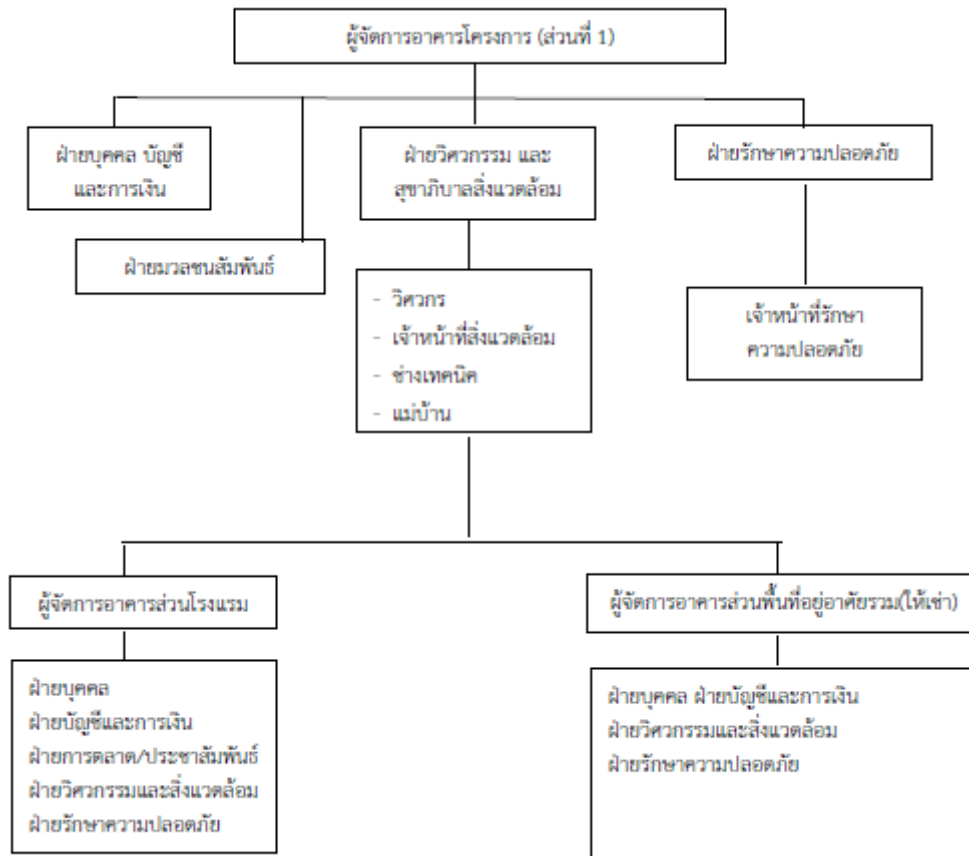 ผู้จัดการอาคารโครงการ (ส่วนที่ 1)
ฝ่ายบุคคล บัญชี
และการเงิน
ฝ่ายวิศวกรรม และ
สุขาภิบาลสิ่งแวดล้อม
ฝ่ายรักษาความปลอดภัย
ฝ่ายมวลชนสัมพันธ์
- วิศวกร
- เจ้าหน้าที่สิ่งแวดล้อม
- ช่างเทคนิค
- แม่บ้าน
เจ้าหน้าที่รักษา
ความปลอดภัย
ผู้จัดการอาคารส่วนโรงแรม
ผู้จัดการอาคารส่วนพื้นที่อยู่อาศัยรวม(ให้เช่า)
ฝ่ายบุคคล
ฝ่ายบัญชีและการเงิน
ฝ่ายการตลาด/ประชาสัมพันธ์
ฝ่ายวิศวกรรมและสิ่งแวดล้อม
ฝ่ายรักษาความปลอดภัย
ฝ่ายบุคคล ฝ่ายบัญชีและการเงิน
ฝ่ายวิศวกรรมและสิ่งแวดล้อม
ฝ่ายรักษาความปลอดภัย